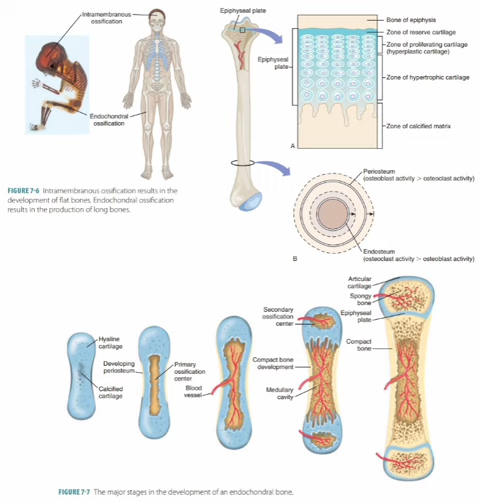 Intramembranous
ossification
Endochondral
ossification
FIGURE 7-6 Intramembranous ossification results in the
development of flat bones. Endochondral ossification
results in the production of long bones.
Epiphyseal plate
Epiphyseal
plate
Bone of epiphysis
Zone of reserve cartilage
Zone of proliferating cartilage
(hyperplastic cartilage)
Zone of hypertrophic cartilage
Zone of calcified matrix
A
Periosteum
(osteoblast activity > osteoclast activity)
Endosteum
(osteoclast activity > osteoblast activity)
B
Hyaline
cartilage
Calcified
cartilage
Developing
periosteum
Primary
ossification
center
Blood
vessel
Secondary
ossification
center
Compact bone
development
Medullary
cavity
Articular
cartilage
Spongy
bone
Epiphyseal
plate
Compact
bone
FIGURE 7-7 The major stages in the development of an endochondral bone.